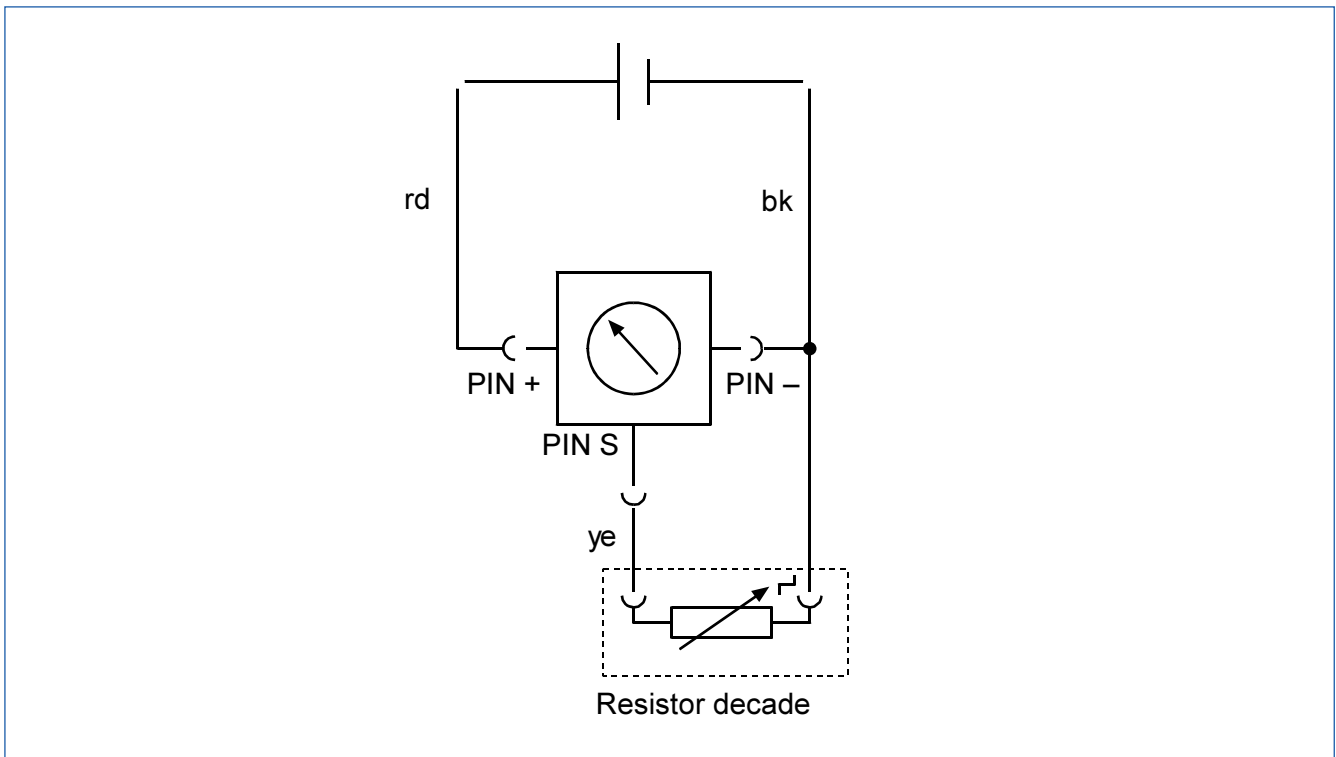 rd
bk
PIN +
PIN –
PIN S
ye
Resistor decade